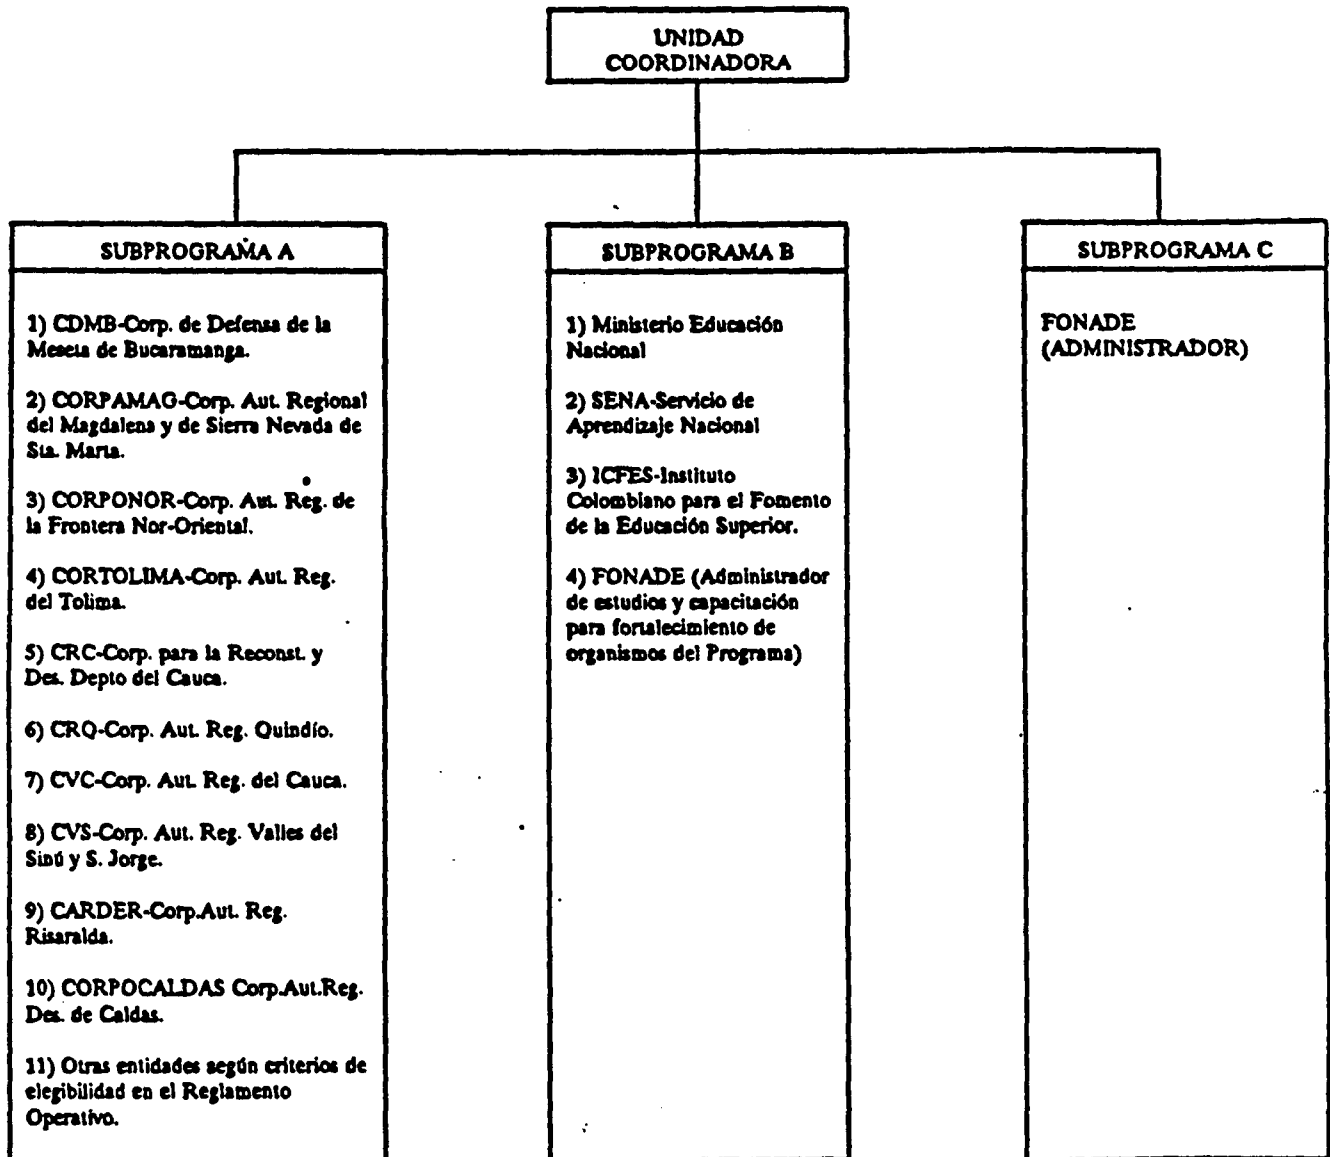 UNIDAD
COORDINADORA
SUBPROGRAMA A
1) CDMB-Corp. de Defensa de la
Meseta de Bucaramanga.
2) CORPAMAG-Corp. Aut. Regional
del Magdalena y de Sierra Nevada de
Sta. Marta.
3) CORPONOR-Corp. Aut. Reg. de
la Frontera Nor-Oriental.
4) CORTOLIMA-Corp. Aut. Reg.
del Tolima.
5) CRC-Corp. para la Reconst. y
Des. Depto del Cauca.
6) CRQ-Corp. Aut. Reg. Quindío.
7) CVC-Corp. Aut. Reg. del Cauca.
8) CVS-Corp. Aut. Reg. Valles del
Sinú y S. Jorge.
9) CARDER-Corp.Aut. Reg.
Risaralda.
10) CORPOCALDAS Corp.Aut.Reg.
Des. de Caldas.
11) Otras entidades según criterios de
elegibilidad en el Reglamento
Operativo.
SUBPROGRAMA B
1) Ministerio Educación
Nacional
2) SENA-Servicio de
Aprendizaje Nacional
3) ICFES-Instituto
Colombiano para el Fomento
de la Educación Superior.
4) FONADE (Administrador
de estudios y capacitación
para fortalecimiento de
organismos del Programa)
SUBPROGRAMA C
FONADE
(ADMINISTRADOR)